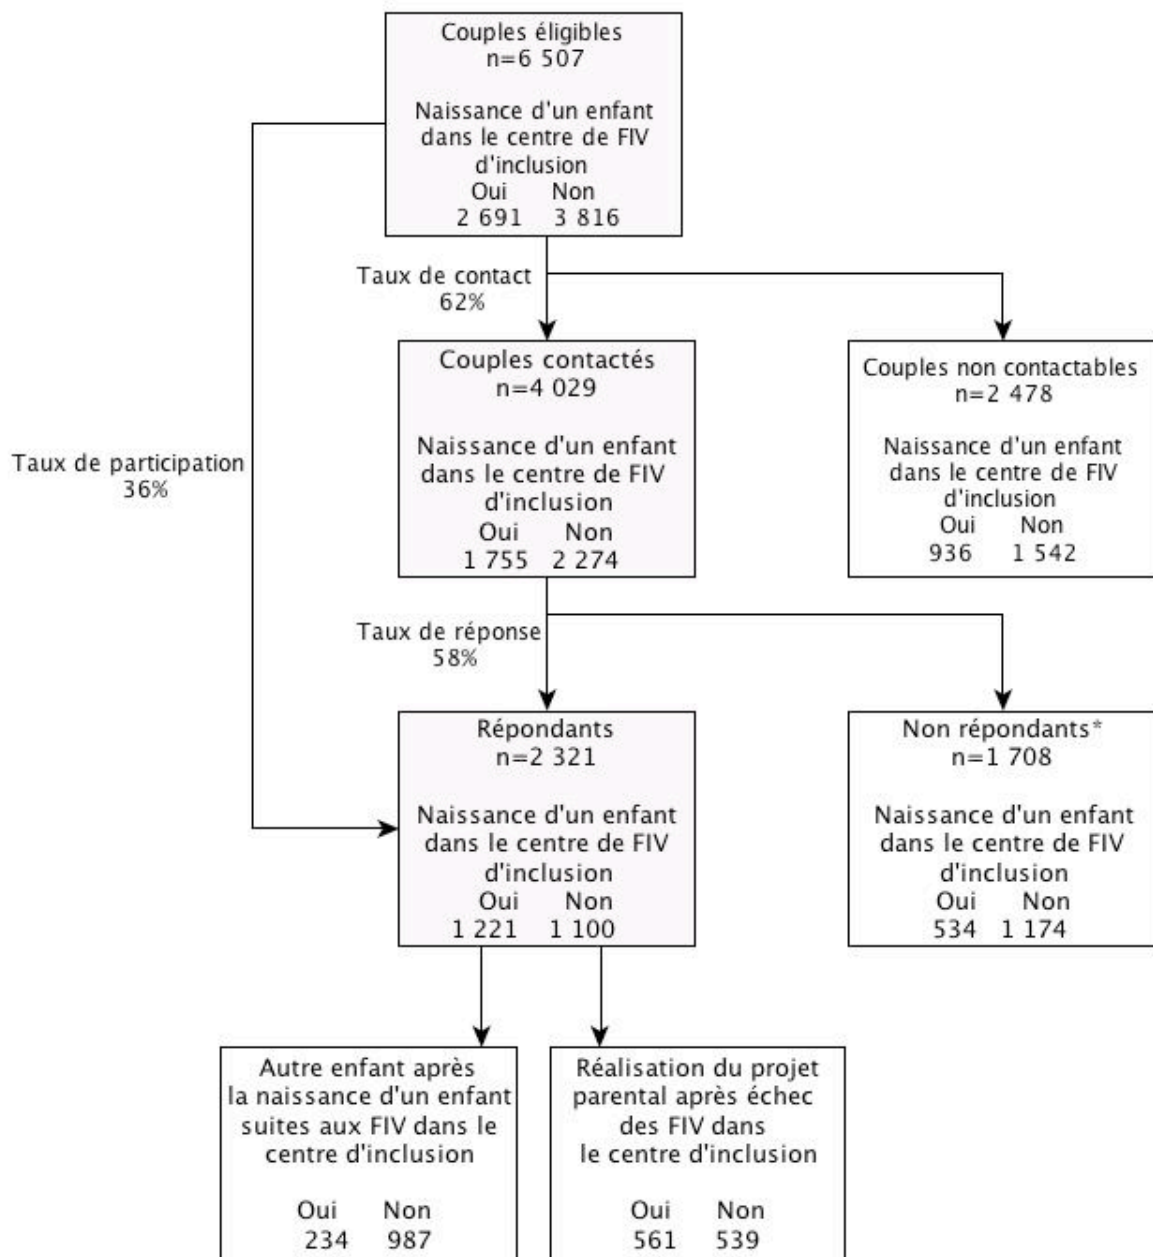 Couples éligibles
n=6 507
Naissance d'un enfant
dans le centre de FIV
d'inclusion
Oui Non
2 691 3 816
Taux de contact
62%
Couples contactés
n=4 029
Naissance d'un enfant
dans le centre de FIV
d'inclusion
Oui Non
1 755 2 274
Couples non contactables
n=2 478
Naissance d'un enfant
dans le centre de FIV
d'inclusion
Oui Non
936 1 542
Taux de participation
36%
Taux de réponse
58%
Répondants
n=2 321
Naissance d'un enfant
dans le centre de FIV
d'inclusion
Oui Non
1 221 1 100
Non répondants*
n=1 708
Naissance d'un enfant
dans le centre de FIV
d'inclusion
Oui Non
534 1 174
Autre enfant après
la naissance d'un enfant
suites aux FIV dans le
centre d'inclusion
Oui Non
234 987
Réalisation du projet
parental après échec
des FIV dans
le centre d'inclusion
Oui Non
561 539